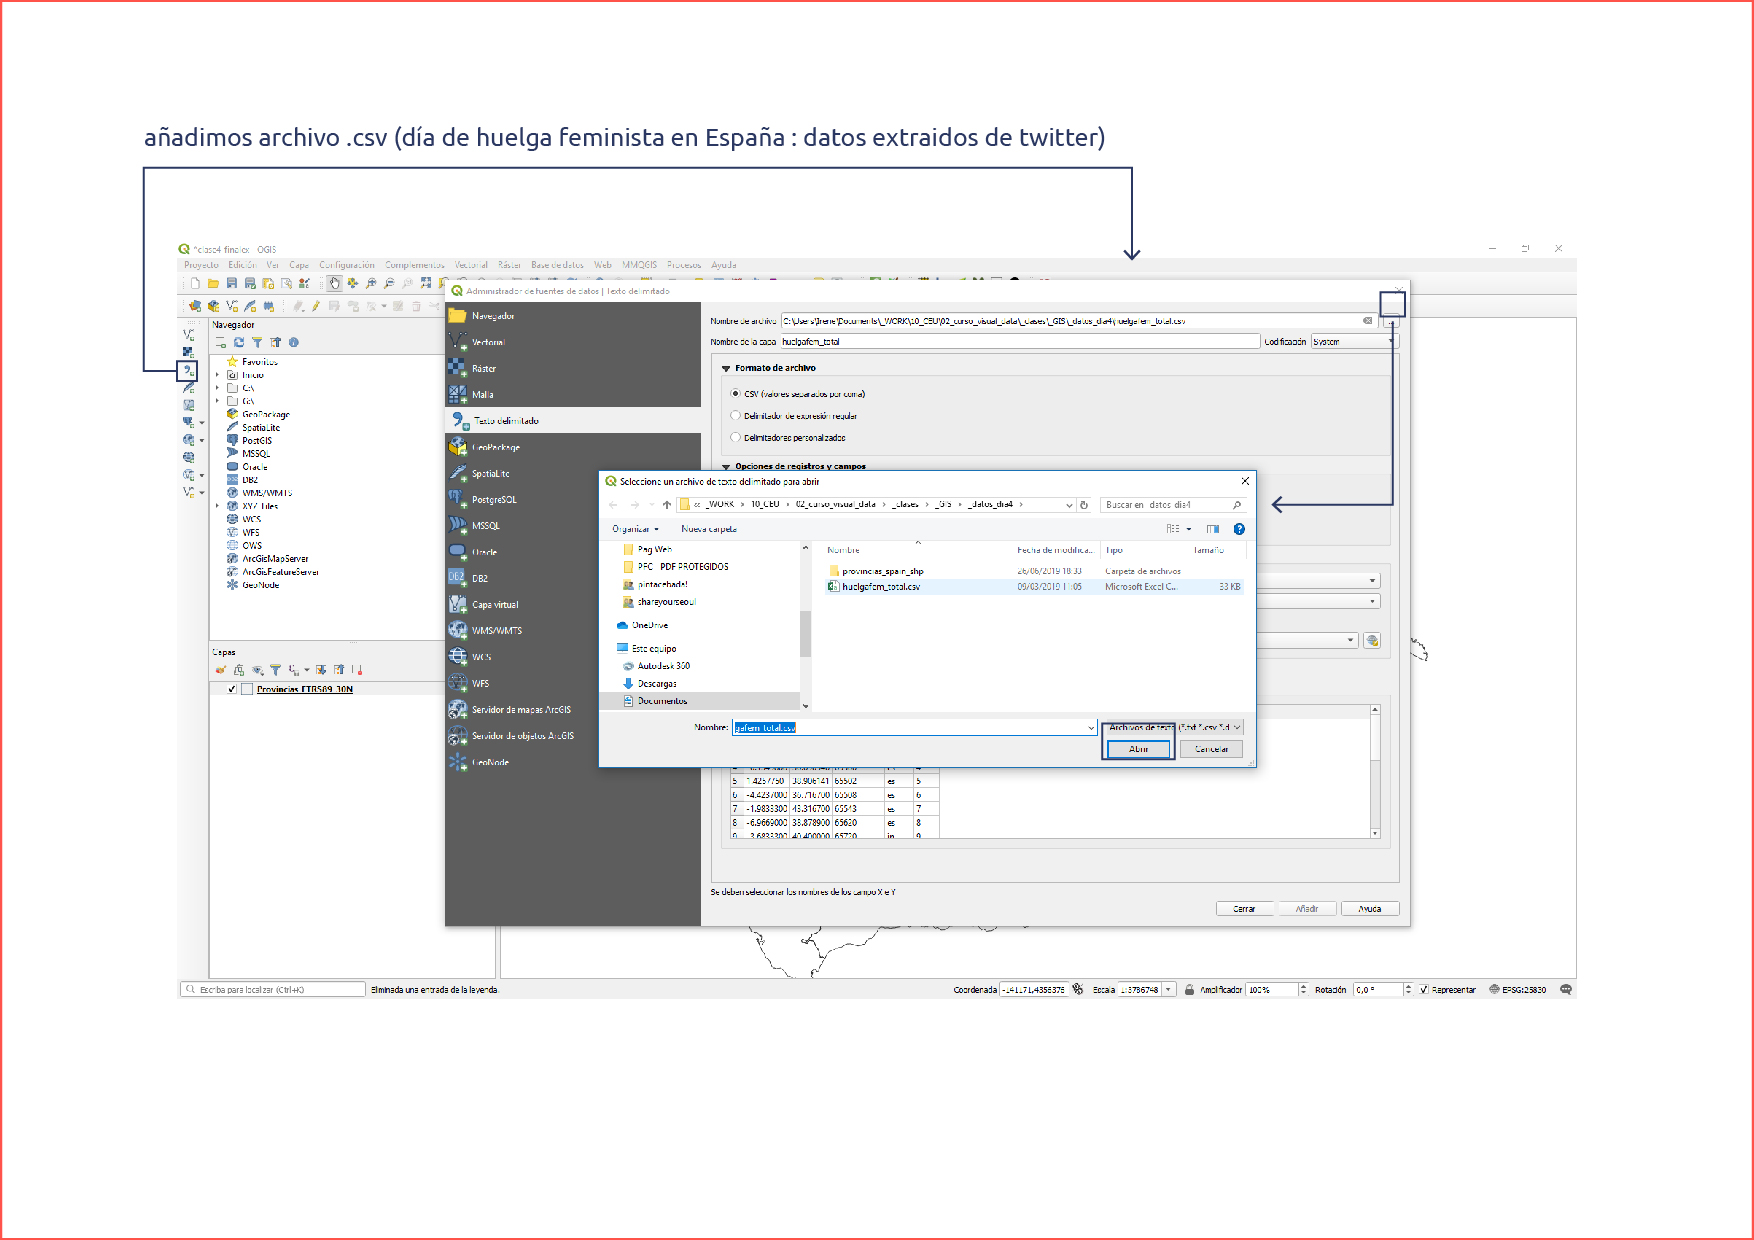 añadimos archivo .csv (día de huelga feminista en España : datos extraidos de twitter)
*clase4-finalex - QGIS
Proyecto Edición Ver Capa Configuración Complementos Vectorial Ráster Base de datos Web MMQGIS Procesos Ayuda
Administrador de fuentes de datos | Texto delimitado
Navegador
Favoritos
Inicio
C:\
G:\
GeoPackage
SpatiaLite
PostGIS
MSSQL
Oracle
DB2
WMS/WMTS
XYZ Tiles
WCS
WFS
OWS
ArcGisMapServer
ArcGisFeatureServer
GeoNode
Capas
Provincias_ETRS89_30N
Navegador
Vectorial
Ráster
Malla
Texto delimitado
GeoPackage
SpatiaLite
PostgreSQL
MSSQL
Oracle
DB2
Capa virtual
WMS/WMTS
WCS
WFS
Servidor de mapas ArcGIS
Servidor de objetos ArcGIS
GeoNode
Nombre de archivo C:\Users\Irene\Documents\_WORK\10_CEU\02_curso_visual_data\_clases\_GIS\_datos_dia4\huelgafem_total.csv
Nombre de la capa huelgafem_total Codificación System
Formato de archivo
CSV (valores separados por coma)
Delimitador de expresión regular
Delimitadores personalizados
Opciones de registros y campos
Seleccione un archivo de texto delimitado para abrir
« _WORK › 10_CEU › 02_curso_visual_data › _clases › _GIS › _datos_dia4 › Buscar en _datos_dia4
Organizar Nueva carpeta
Pag Web
PFC - PDF PROTEGIDOS
pintacebada!
shareyourseoul
OneDrive
Este equipo
Autodesk 360
Descargas
Documentos
Nombre Fecha de modifica... Tipo Tamaño
provincias_spain_shp 26/06/2019 18:33 Carpeta de archivos
huelgafem_total.csv 09/03/2019 11:05 Microsoft Excel C... 33 KB
Nombre: gafem_total.csv Archivos de texto (*.txt *.csv *.d
Abrir Cancelar
5 1.4257750 38.906141 65502 es 5
6 -4.4237000 36.716700 65508 es 6
7 -1.9833300 43.316700 65543 es 7
8 -6.9669000 38.878900 65620 es 8
9 -3.6833300 40.400000 65720 in 9
Se deben seleccionar los nombres de los campo X e Y
Cerrar Añadir Ayuda
Escriba para localizar (Ctrl+K) Eliminada una entrada de la leyenda. Coordenada -141171,4358376 Escala 1:3786748 Amplificador 100% Rotación 0,0 ° Representar EPSG:25830